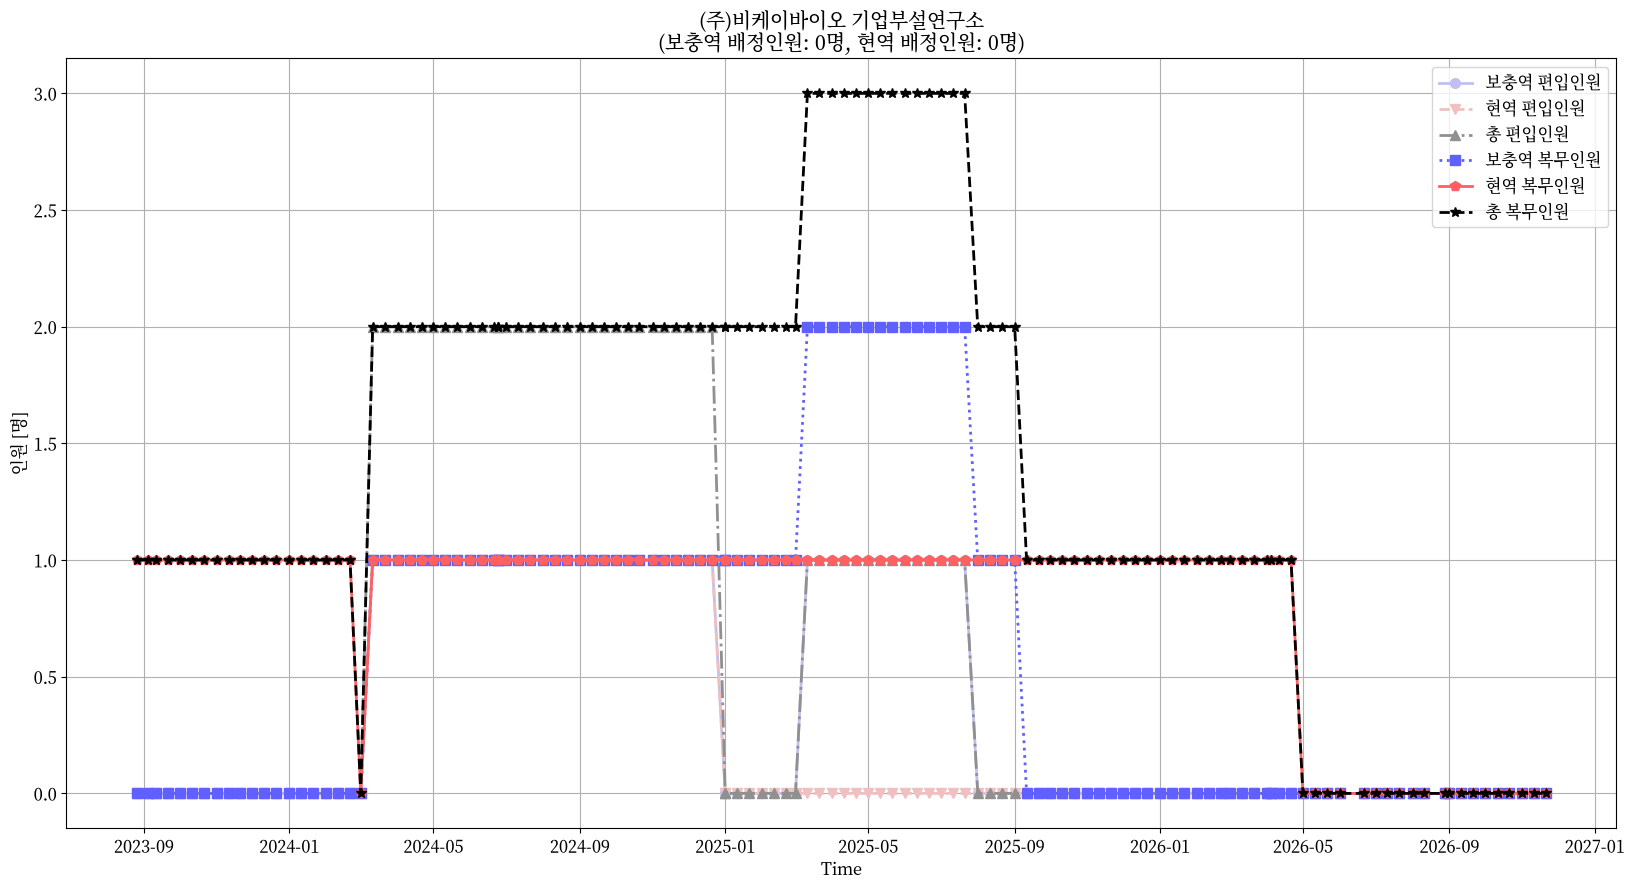 (주)비케이바이오 기업부설연구소
(보충역 배정인원: 0명, 현역 배정인원: 0명)
보충역 편입인원
현역 편입인원
총 편입인원
보충역 복무인원
현역 복무인원
총 복무인원
인원 [명]
3.0
2.5
2.0
1.5
1.0
0.5
0.0
2023-09
2024-01
2024-05
2024-09
2025-01
2025-05
2025-09
2026-01
2026-05
2026-09
2027-01
Time